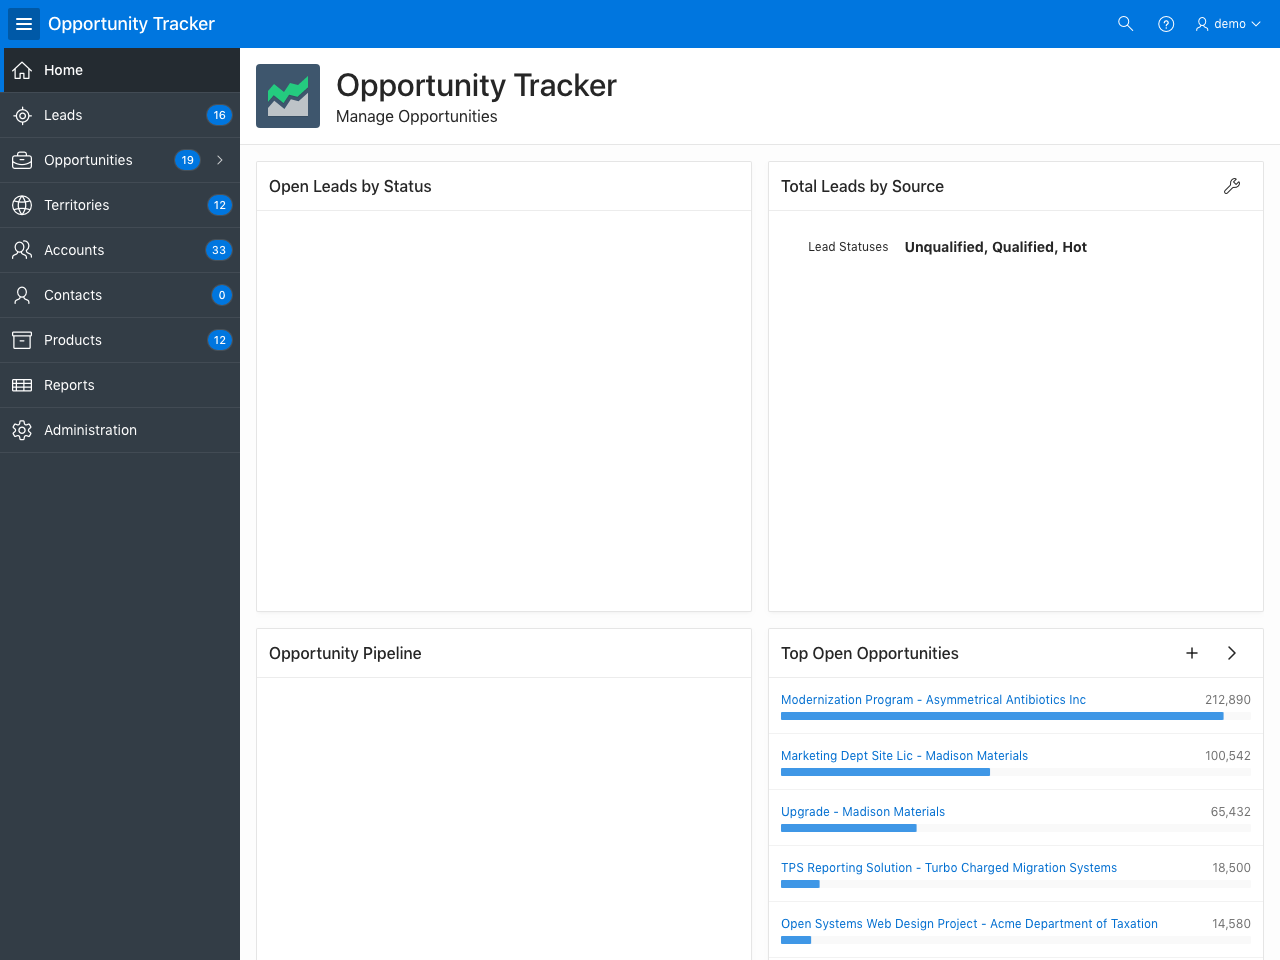 Opportunity Tracker
demo
Home
Leads 16
Opportunities 19
Territories 12
Accounts 33
Contacts 0
Products 12
Reports
Administration
Opportunity Tracker
Manage Opportunities
Open Leads by Status
Total Leads by Source
Lead Statuses Unqualified, Qualified, Hot
Opportunity Pipeline
Top Open Opportunities
Modernization Program - Asymmetrical Antibiotics Inc 212,890
Marketing Dept Site Lic - Madison Materials 100,542
Upgrade - Madison Materials 65,432
TPS Reporting Solution - Turbo Charged Migration Systems 18,500
Open Systems Web Design Project - Acme Department of Taxation 14,580